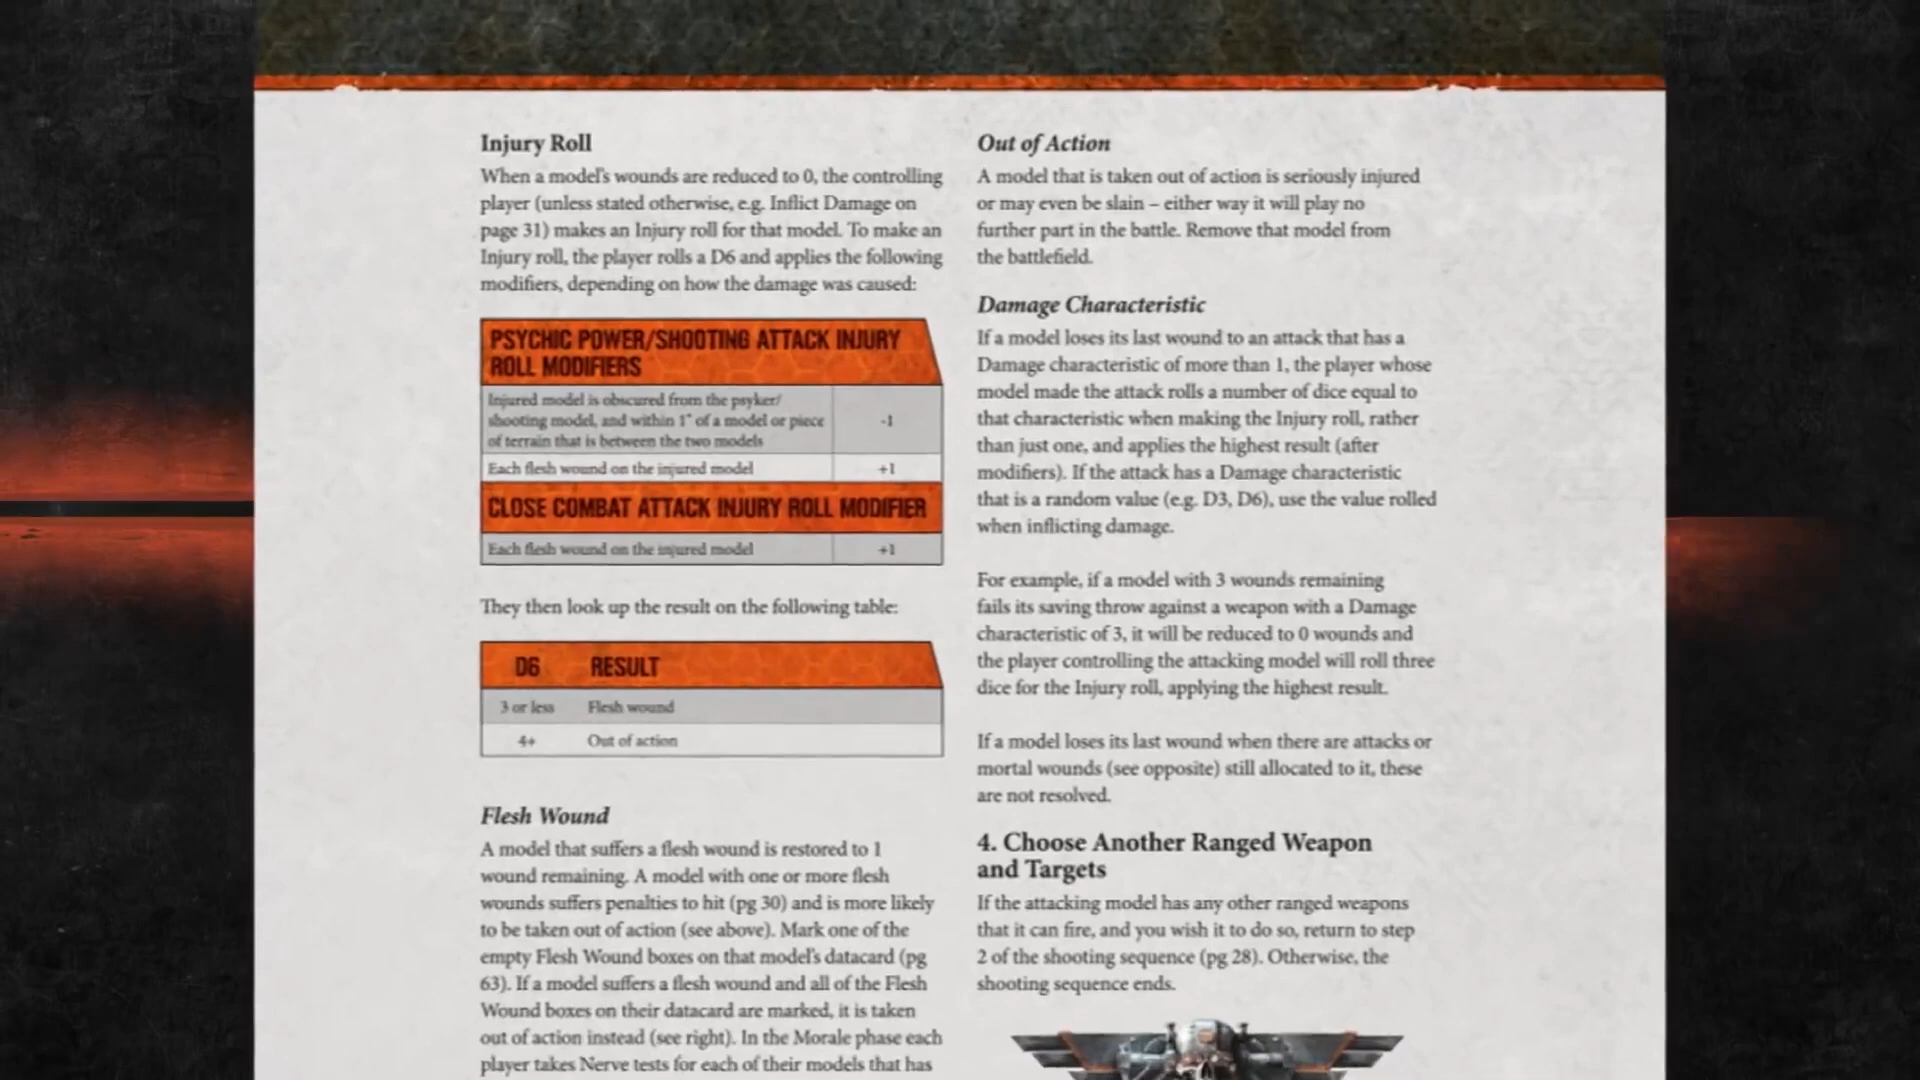 Injury Roll
When a model's wounds are reduced to 0, the controlling
player (unless stated otherwise, e.g. Inflict Damage on
page 31) makes an Injury roll for that model. To make an
Injury roll, the player rolls a D6 and applies the following
modifiers, depending on how the damage was caused:
PSYCHIC POWER/SHOOTING ATTACK INJURY
ROLL MODIFIERS
Injured model is obscured from the psyker/
shooting model, and within 1" of a model or piece
of terrain that is between the two models
-1
Each flesh wound on the injured model +1
CLOSE COMBAT ATTACK INJURY ROLL MODIFIER
Each flesh wound on the injured model +1
They then look up the result on the following table:
D6 RESULT
3 or less Flesh wound
4+ Out of action
Flesh Wound
A model that suffers a flesh wound is restored to 1
wound remaining. A model with one or more flesh
wounds suffers penalties to hit (pg 30) and is more likely
to be taken out of action (see above). Mark one of the
empty Flesh Wound boxes on that model's datacard (pg
63). If a model suffers a flesh wound and all of the Flesh
Wound boxes on their datacard are marked, it is taken
out of action instead (see right). In the Morale phase each
player takes Nerve tests for each of their models that has
Out of Action
A model that is taken out of action is seriously injured
or may even be slain – either way it will play no
further part in the battle. Remove that model from
the battlefield.
Damage Characteristic
If a model loses its last wound to an attack that has a
Damage characteristic of more than 1, the player whose
model made the attack rolls a number of dice equal to
that characteristic when making the Injury roll, rather
than just one, and applies the highest result (after
modifiers). If the attack has a Damage characteristic
that is a random value (e.g. D3, D6), use the value rolled
when inflicting damage.
For example, if a model with 3 wounds remaining
fails its saving throw against a weapon with a Damage
characteristic of 3, it will be reduced to 0 wounds and
the player controlling the attacking model will roll three
dice for the Injury roll, applying the highest result.
If a model loses its last wound when there are attacks or
mortal wounds (see opposite) still allocated to it, these
are not resolved.
4. Choose Another Ranged Weapon
and Targets
If the attacking model has any other ranged weapons
that it can fire, and you wish it to do so, return to step
2 of the shooting sequence (pg 28). Otherwise, the
shooting sequence ends.